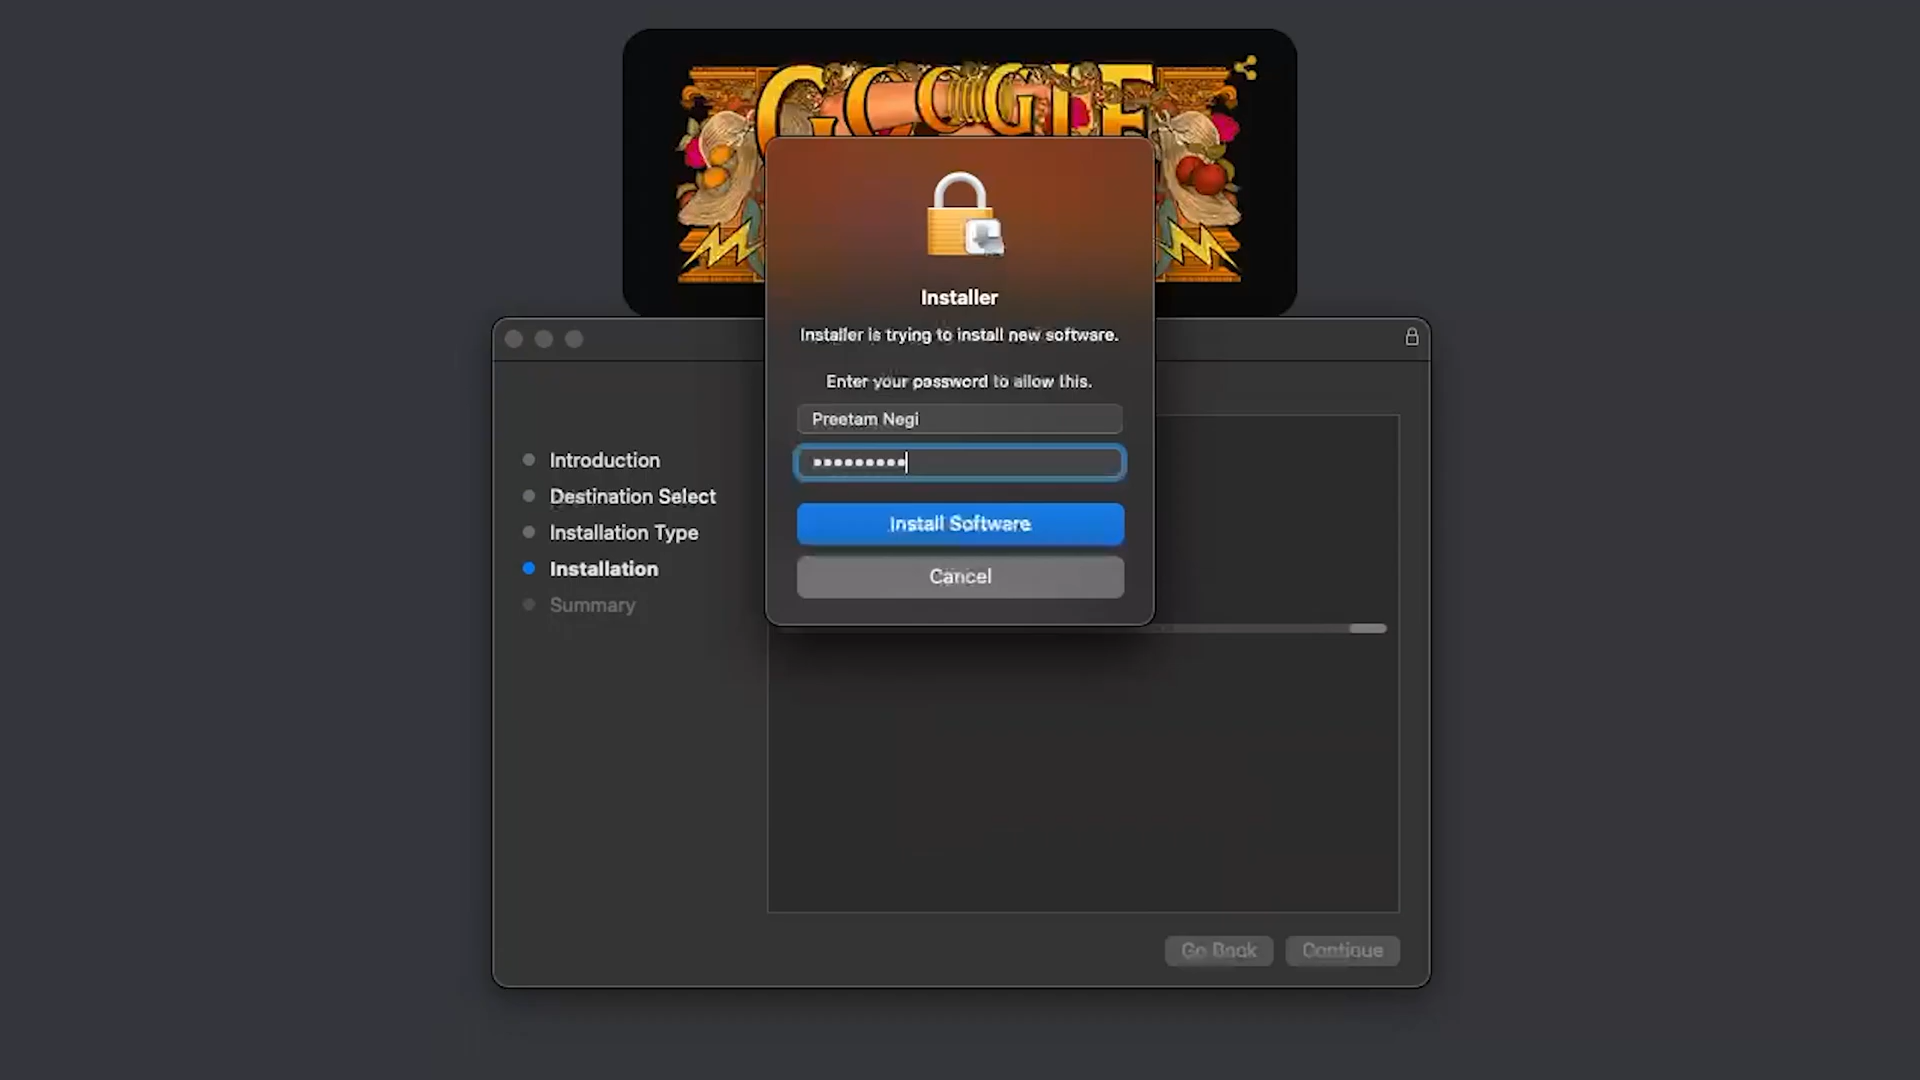 GOOGLE
Installer
Installer is trying to install new software.
Enter your password to allow this.
Preetam Negi
•••••••••
Install Software
Cancel
Introduction
Destination Select
Installation Type
Installation
Summary
Go Back
Continue